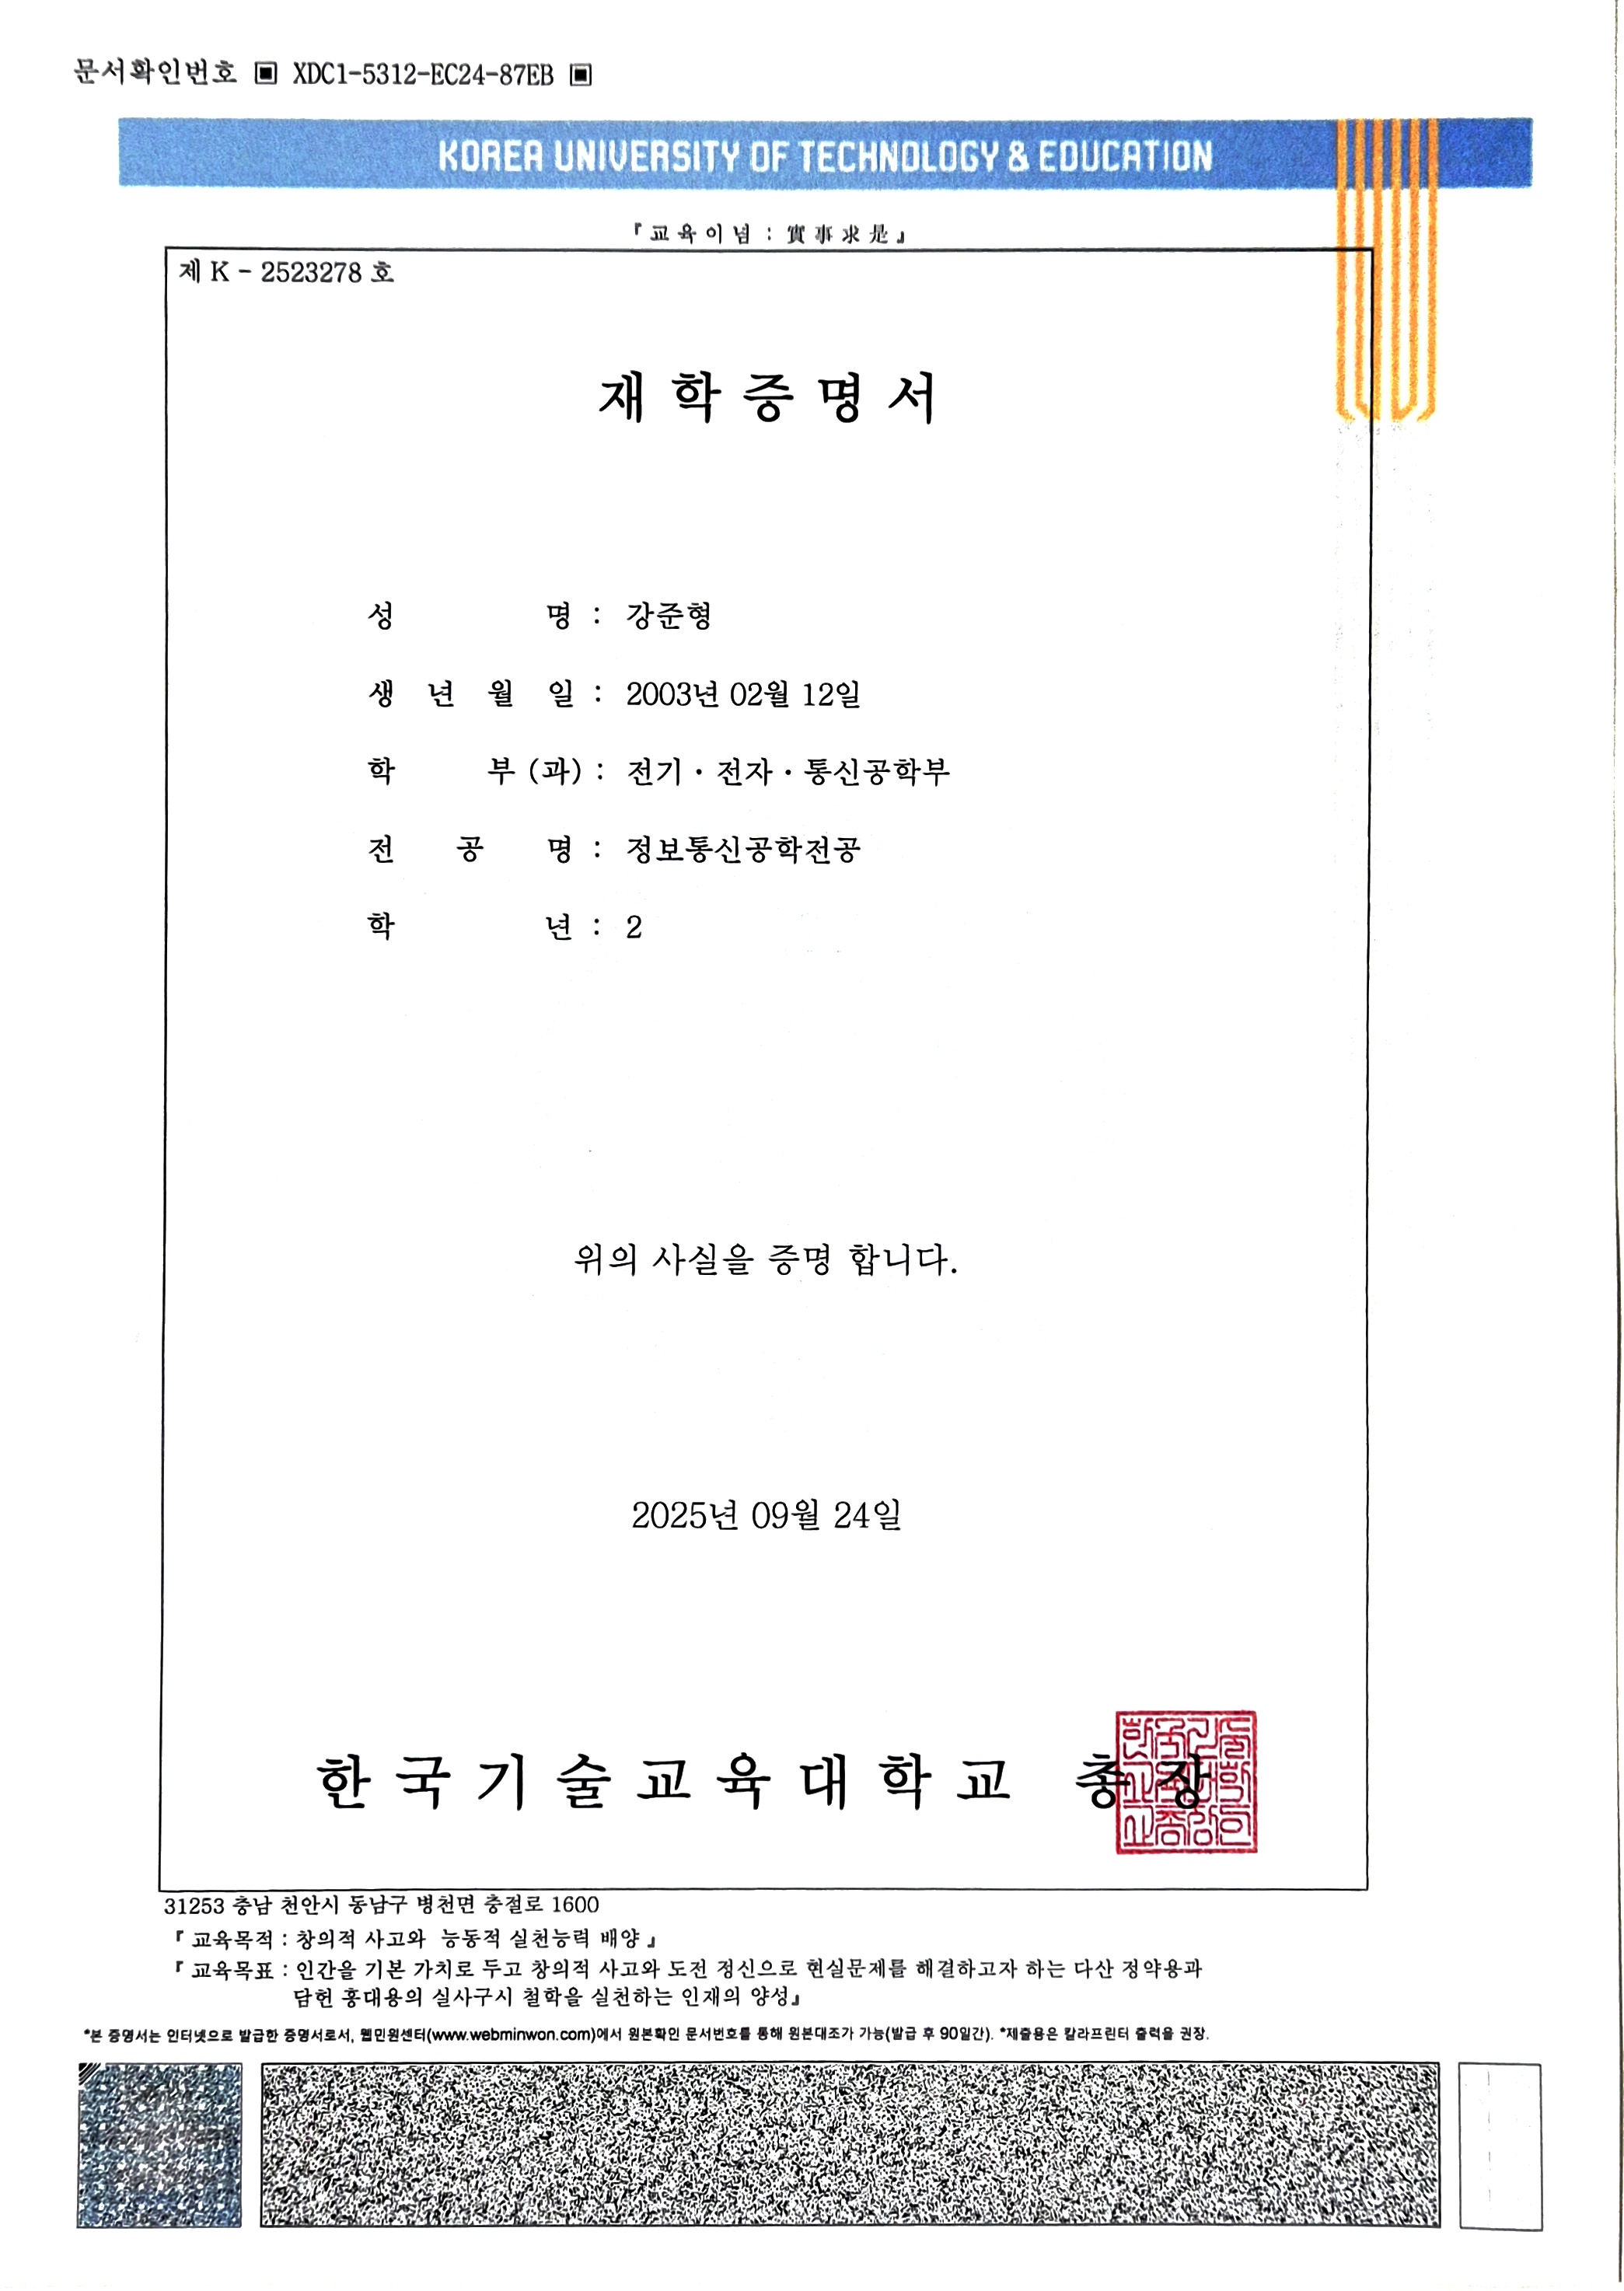 문서확인번호 ▣ XDC1-5312-EC24-87EB ▣
KOREA UNIVERSITY OF TECHNOLOGY & EDUCATION
『교육이념 : 實事求是』
제 K - 2523278 호
재학증명서
성 명 : 강준형
생 년 월 일 : 2003년 02월 12일
학 부 (과) : 전기 · 전자 · 통신공학부
전 공 명 : 정보통신공학전공
학 년 : 2
위의 사실을 증명 합니다.
2025년 09월 24일
한국기술교육대학교 총장
31253 충남 천안시 동남구 병천면 충절로 1600
『 교육목적 : 창의적 사고와 능동적 실천능력 배양 』
『 교육목표 : 인간을 기본 가치로 두고 창의적 사고와 도전 정신으로 현실문제를 해결하고자 하는 다산 정약용과
담헌 홍대용의 실사구시 철학을 실천하는 인재의 양성』
*본 증명서는 인터넷으로 발급한 증명서로서, 웹민원센터(www.webminwon.com)에서 원본확인 문서번호를 통해 원본대조가 가능(발급 후 90일간). *제출용은 칼라프린터 출력을 권장.